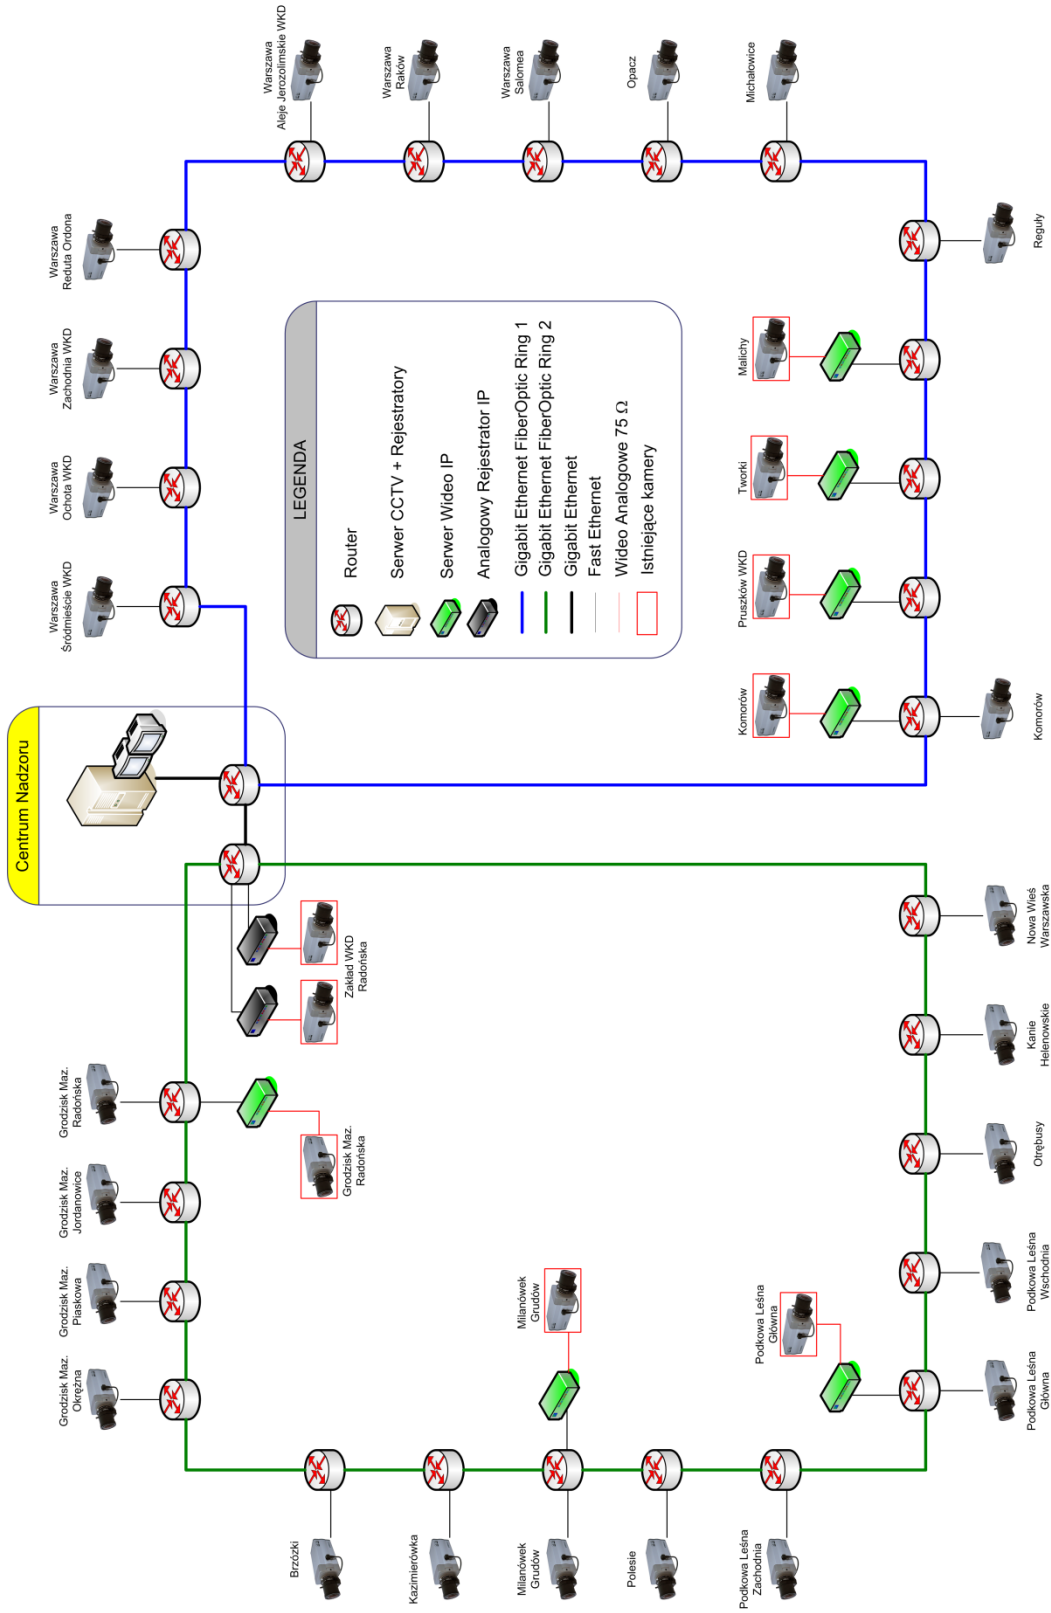 Centrum Nadzoru
Warszawa
Śródmieście WKD
Warszawa
Ochota WKD
Warszawa
Zachodnia WKD
Warszawa
Reduta Ordona
Warszawa
Aleje Jerozolimskie WKD
Warszawa
Raków
Warszawa
Salomea
Opacz
Michałowice
Reguły
Malichy
Tworki
Pruszków WKD
Komorów
Komorów
LEGENDA
Router
Serwer CCTV + Rejestratory
Serwer Wideo IP
Analogowy Rejestrator IP
Gigabit Ethernet FiberOptic Ring 1
Gigabit Ethernet FiberOptic Ring 2
Gigabit Ethernet
Fast Ethernet
Wideo Analogowe 75 Ω
Istniejące kamery
Zakład WKD
Radońska
Grodzisk Maz.
Radońska
Grodzisk Maz.
Radońska
Grodzisk Maz.
Jordanowice
Grodzisk Maz.
Piaskowa
Grodzisk Maz.
Okrężna
Brzózki
Kazimierówka
Milanówek
Grudów
Milanówek
Grudów
Polesie
Podkowa Leśna
Zachodnia
Podkowa Leśna
Główna
Podkowa Leśna
Główna
Podkowa Leśna
Wschodnia
Otrębusy
Kanie
Helenowskie
Nowa Wieś
Warszawska